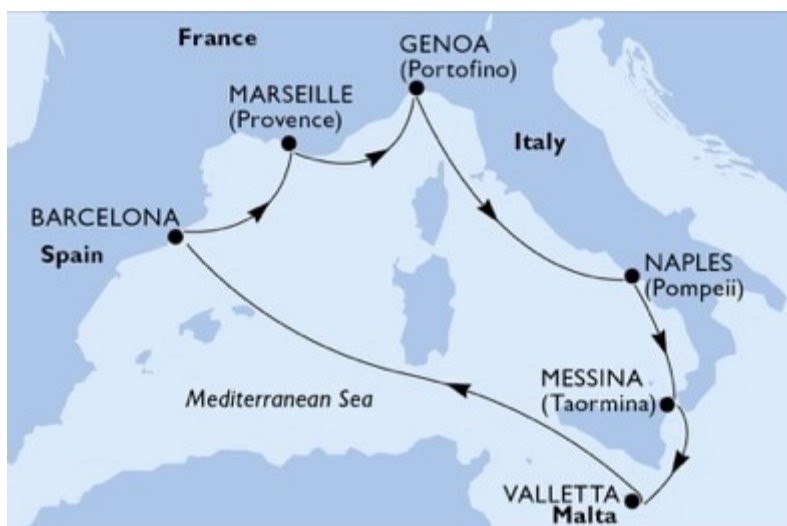 France
GENOA
(Portofino)
MARSEILLE
(Provence)
Italy
BARCELONA
Spain
NAPLES
(Pompeii)
MESSINA
(Taormina)
Mediterranean Sea
VALLETTA
Malta